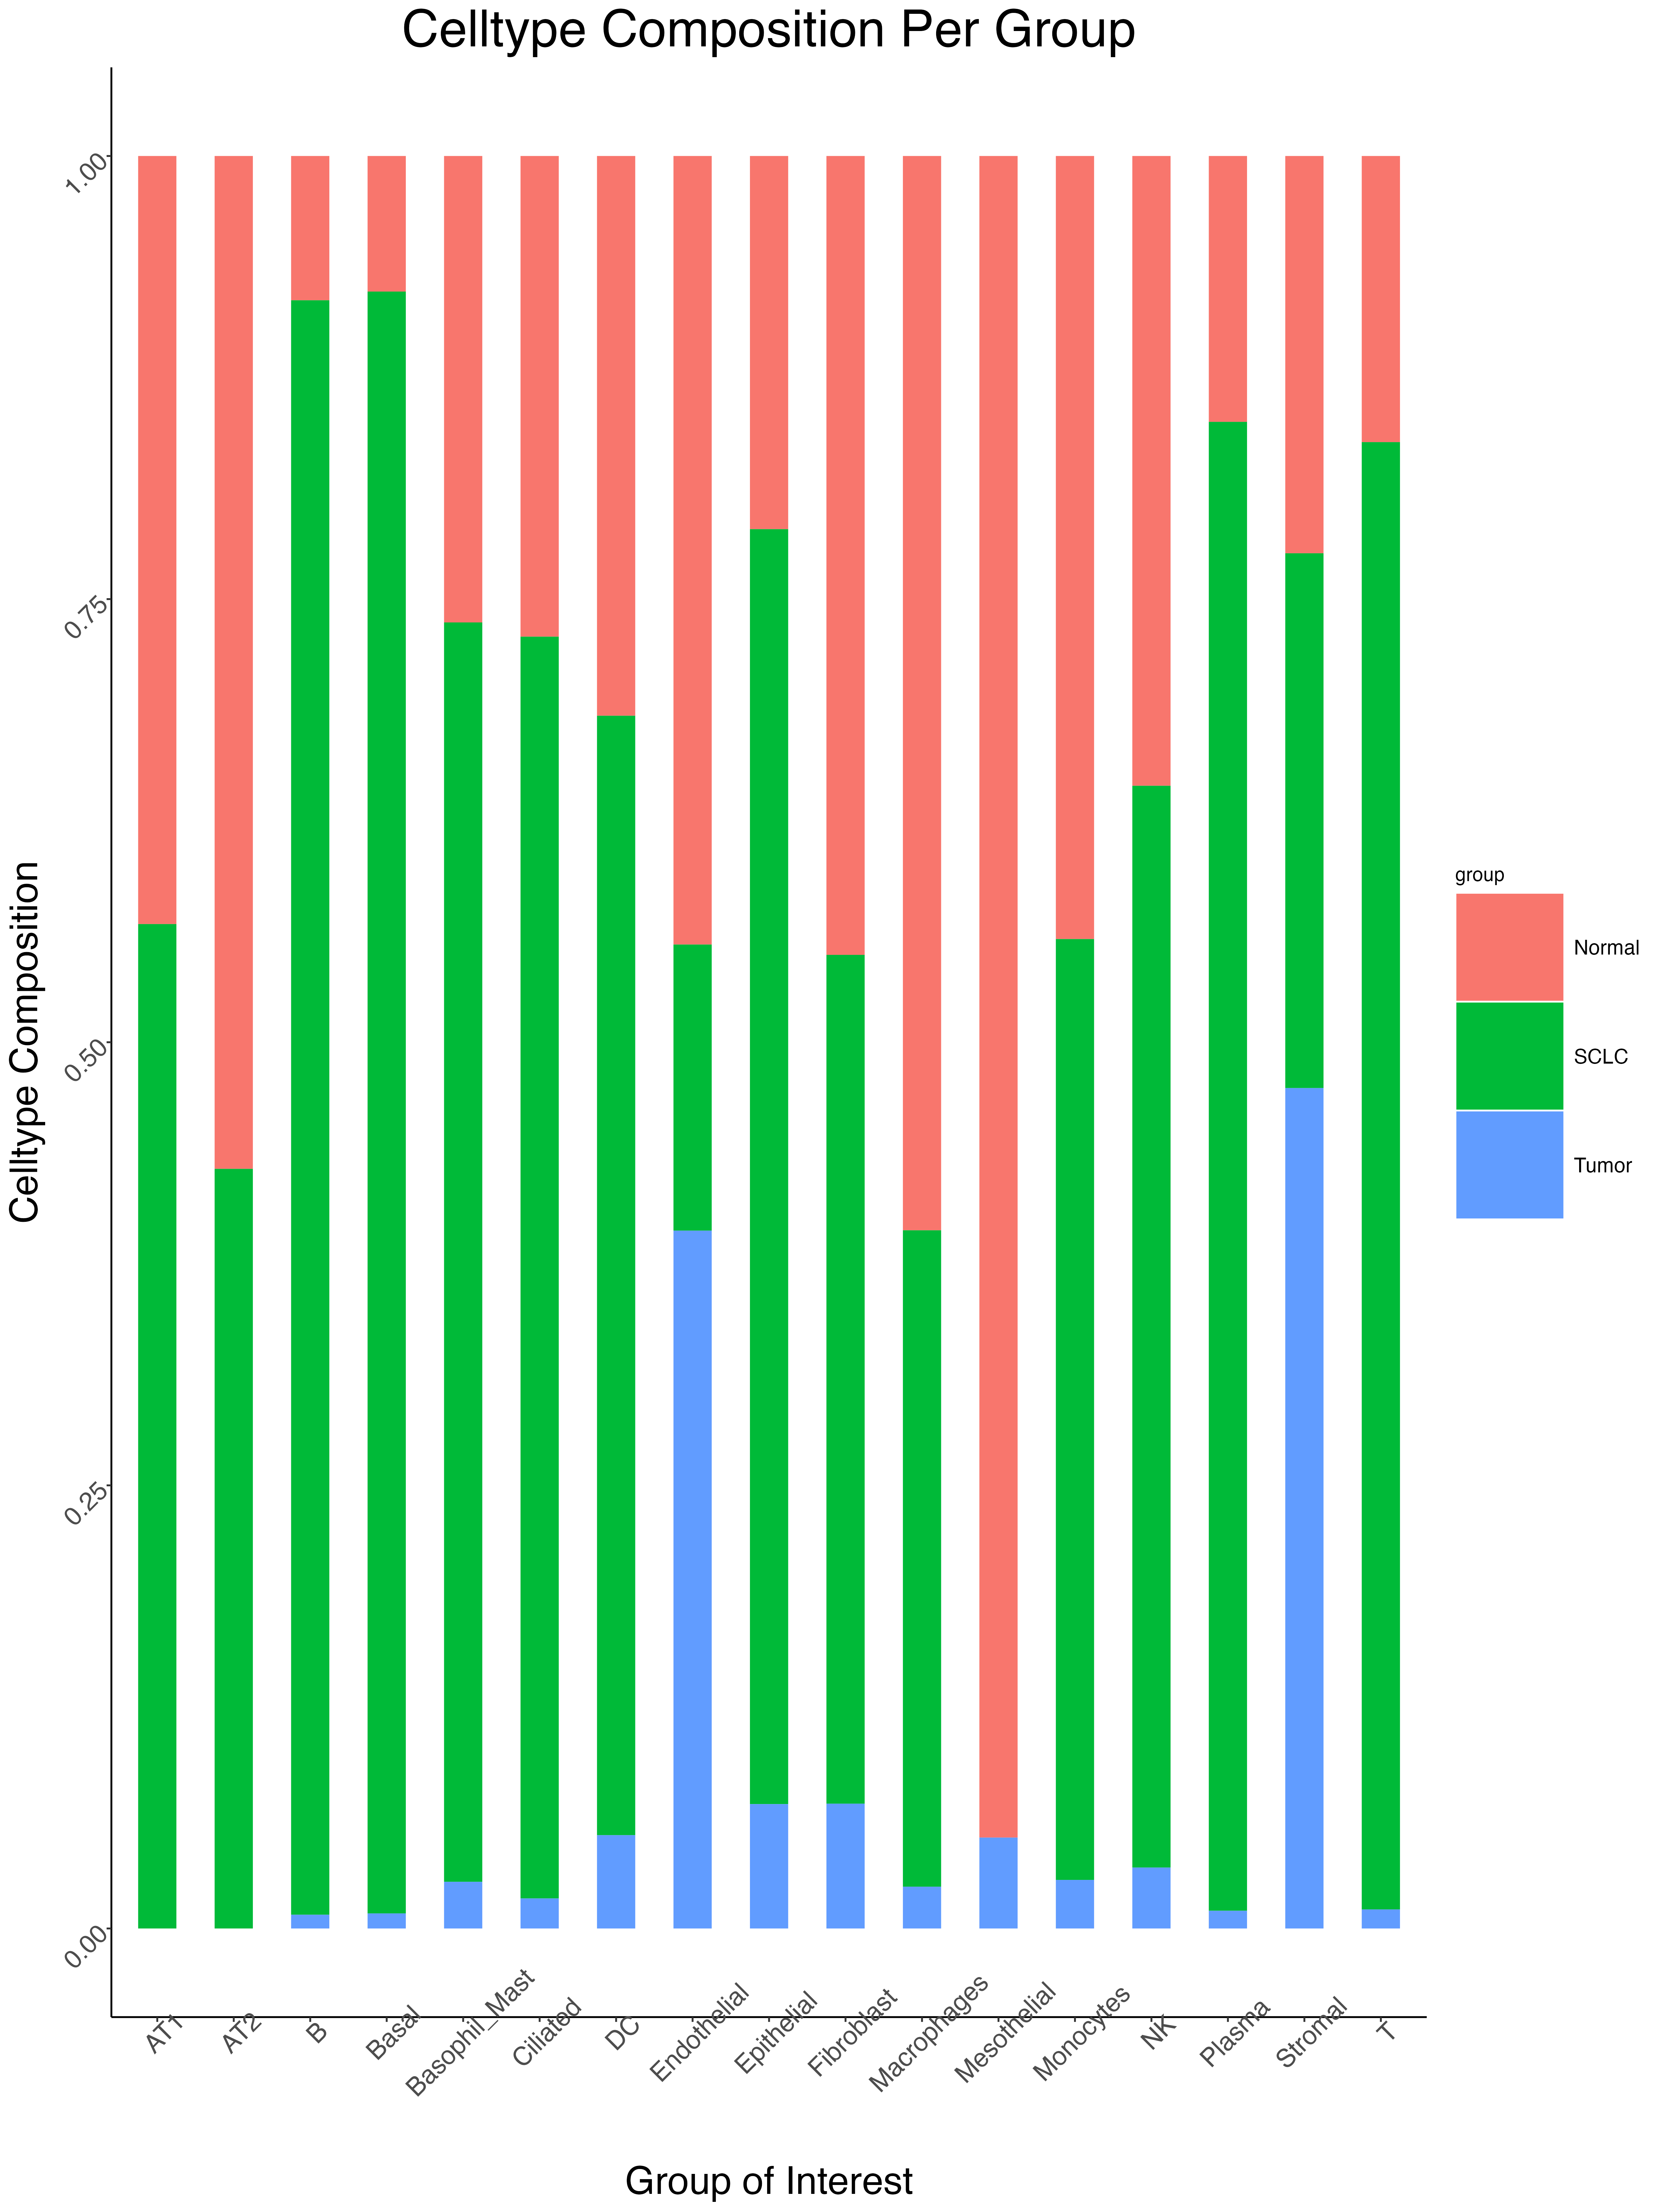 Celltype Composition Per Group
Celltype Composition
1.00
0.75
0.50
0.25
0.00
AT1
AT2
B
Basal
Basophil_Mast
Ciliated
DC
Endothelial
Epithelial
Fibroblast
Macrophages
Mesothelial
Monocytes
NK
Plasma
Stromal
T
Group of Interest
group
Normal
SCLC
Tumor